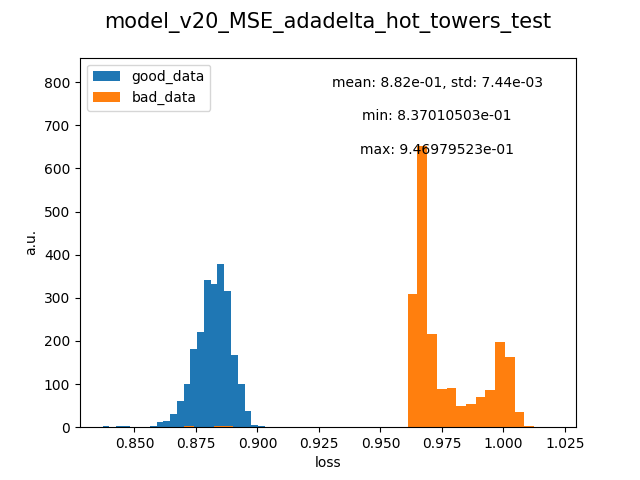 model_v20_MSE_adadelta_hot_towers_test
good_data
bad_data
mean: 8.82e-01, std: 7.44e-03
min: 8.37010503e-01
max: 9.46979523e-01
800
700
600
500
400
300
200
100
0
a.u.
0.850 0.875 0.900 0.925 0.950 0.975 1.000 1.025
loss